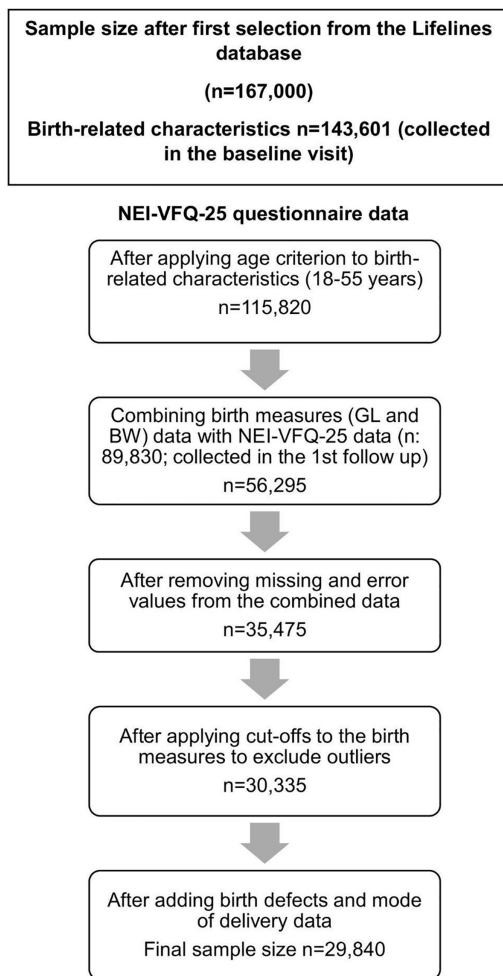 Sample size after first selection from the Lifelines
database
(n=167,000)
Birth-related characteristics n=143,601 (collected
in the baseline visit)
NEI-VFQ-25 questionnaire data
After applying age criterion to birth-
related characteristics (18-55 years)
n=115,820
Combining birth measures (GL and
BW) data with NEI-VFQ-25 data (n:
89,830; collected in the 1st follow up)
n=56,295
After removing missing and error
values from the combined data
n=35,475
After applying cut-offs to the birth
measures to exclude outliers
n=30,335
After adding birth defects and mode
of delivery data
Final sample size n=29,840